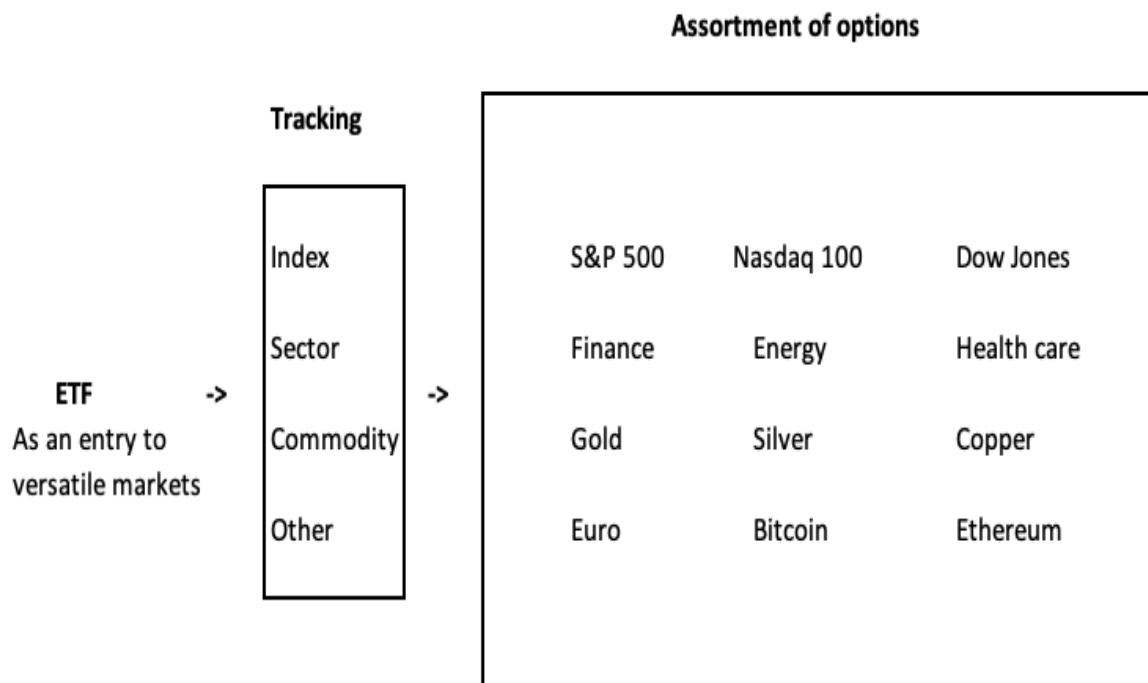 Assortment of options
Tracking
Index S&P 500 Nasdaq 100 Dow Jones
Sector Finance Energy Health care
ETF -> ->
As an entry to Commodity Gold Silver Copper
versatile markets
Other Euro Bitcoin Ethereum